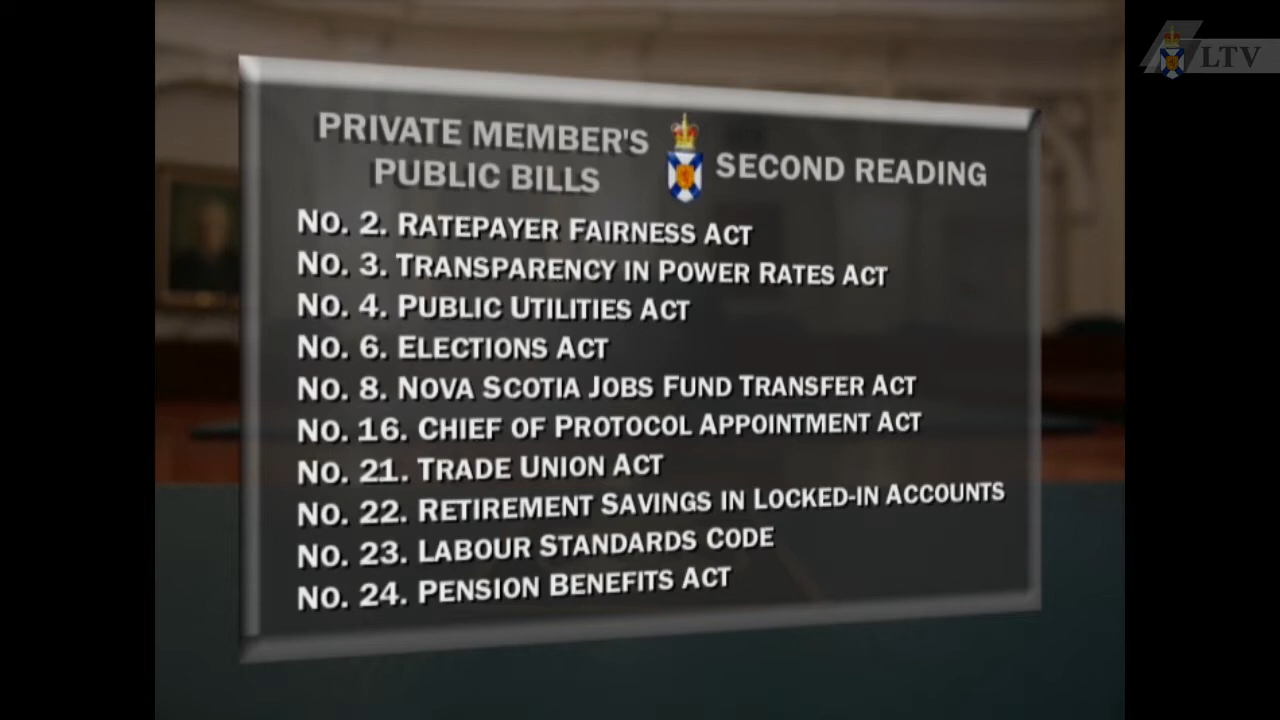 LTV
PRIVATE MEMBER'S
PUBLIC BILLS
SECOND READING
NO. 2. RATEPAYER FAIRNESS ACT
NO. 3. TRANSPARENCY IN POWER RATES ACT
NO. 4. PUBLIC UTILITIES ACT
NO. 6. ELECTIONS ACT
NO. 8. NOVA SCOTIA JOBS FUND TRANSFER ACT
NO. 16. CHIEF OF PROTOCOL APPOINTMENT ACT
NO. 21. TRADE UNION ACT
NO. 22. RETIREMENT SAVINGS IN LOCKED-IN ACCOUNTS
NO. 23. LABOUR STANDARDS CODE
NO. 24. PENSION BENEFITS ACT